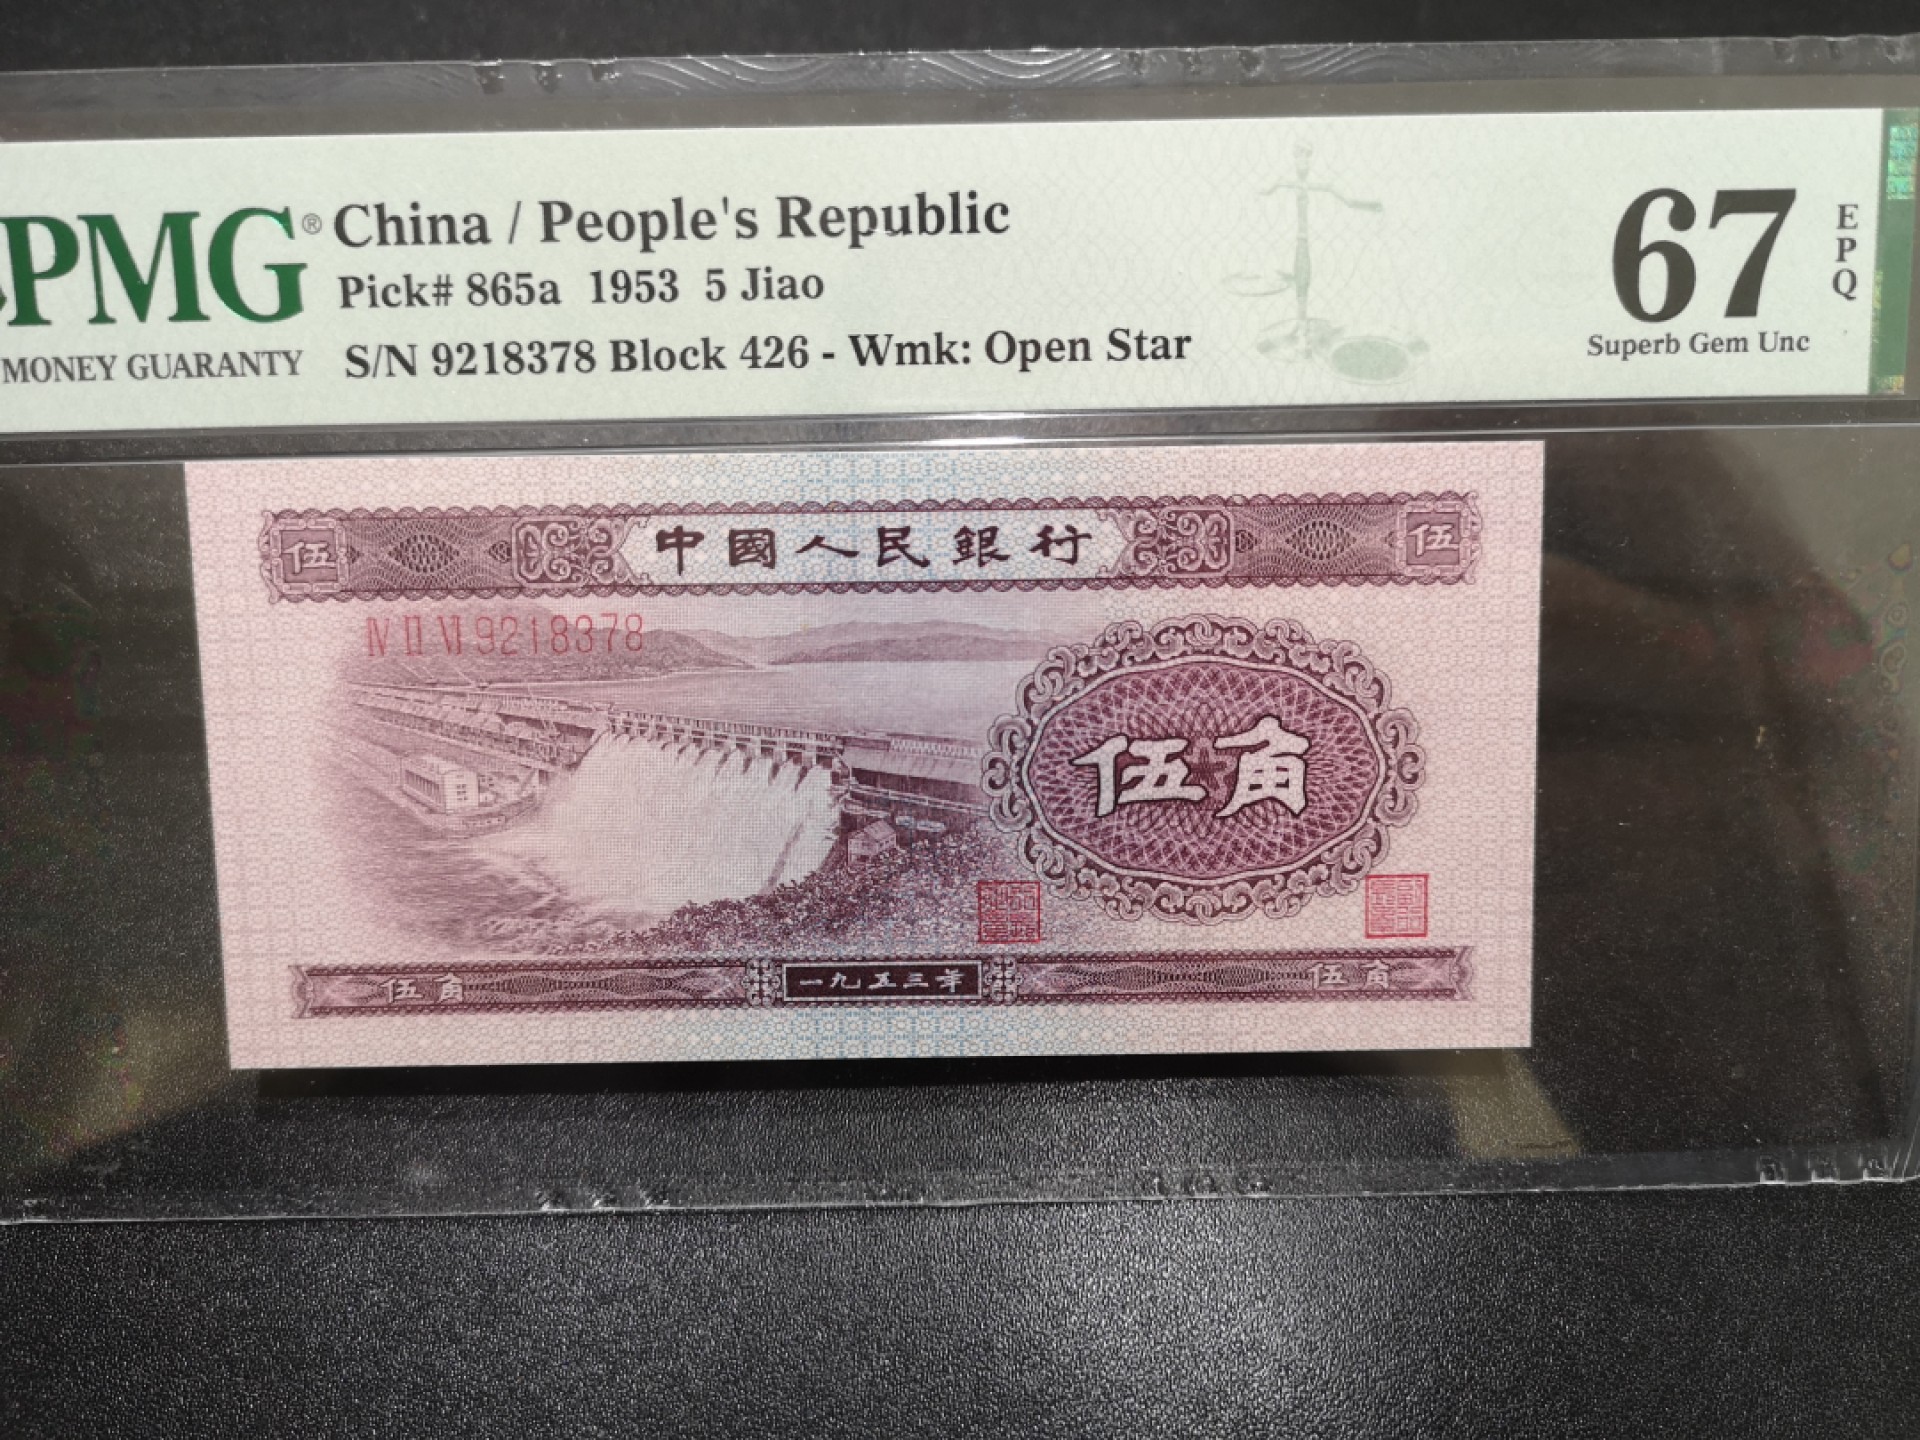 PMG® China / People's Republic
Pick# 865a 1953 5 Jiao
MONEY GUARANTY S/N 9218378 Block 426 - Wmk: Open Star
67 EPQ
Superb Gem Unc
伍 中國人民銀行 伍
IV II VI 9218378
伍角
伍角 一九五三年 伍角